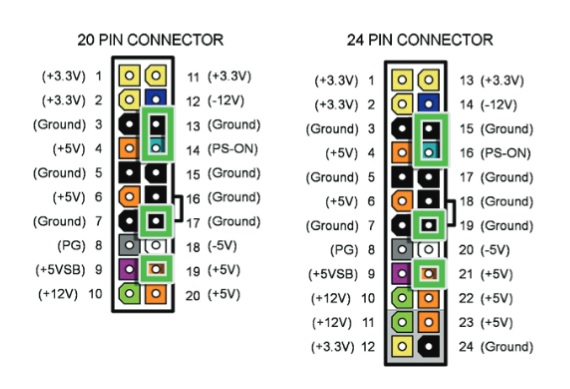 20 PIN CONNECTOR
(+3.3V) 1 11 (+3.3V)
(+3.3V) 2 12 (-12V)
(Ground) 3 13 (Ground)
(+5V) 4 14 (PS-ON)
(Ground) 5 15 (Ground)
(+5V) 6 16 (Ground)
(Ground) 7 17 (Ground)
(PG) 8 18 (-5V)
(+5VSB) 9 19 (+5V)
(+12V) 10 20 (+5V)
24 PIN CONNECTOR
(+3.3V) 1 13 (+3.3V)
(+3.3V) 2 14 (-12V)
(Ground) 3 15 (Ground)
(+5V) 4 16 (PS-ON)
(Ground) 5 17 (Ground)
(+5V) 6 18 (Ground)
(Ground) 7 19 (Ground)
(PG) 8 20 (-5V)
(+5VSB) 9 21 (+5V)
(+12V) 10 22 (+5V)
(+12V) 11 23 (+5V)
(+3.3V) 12 24 (Ground)